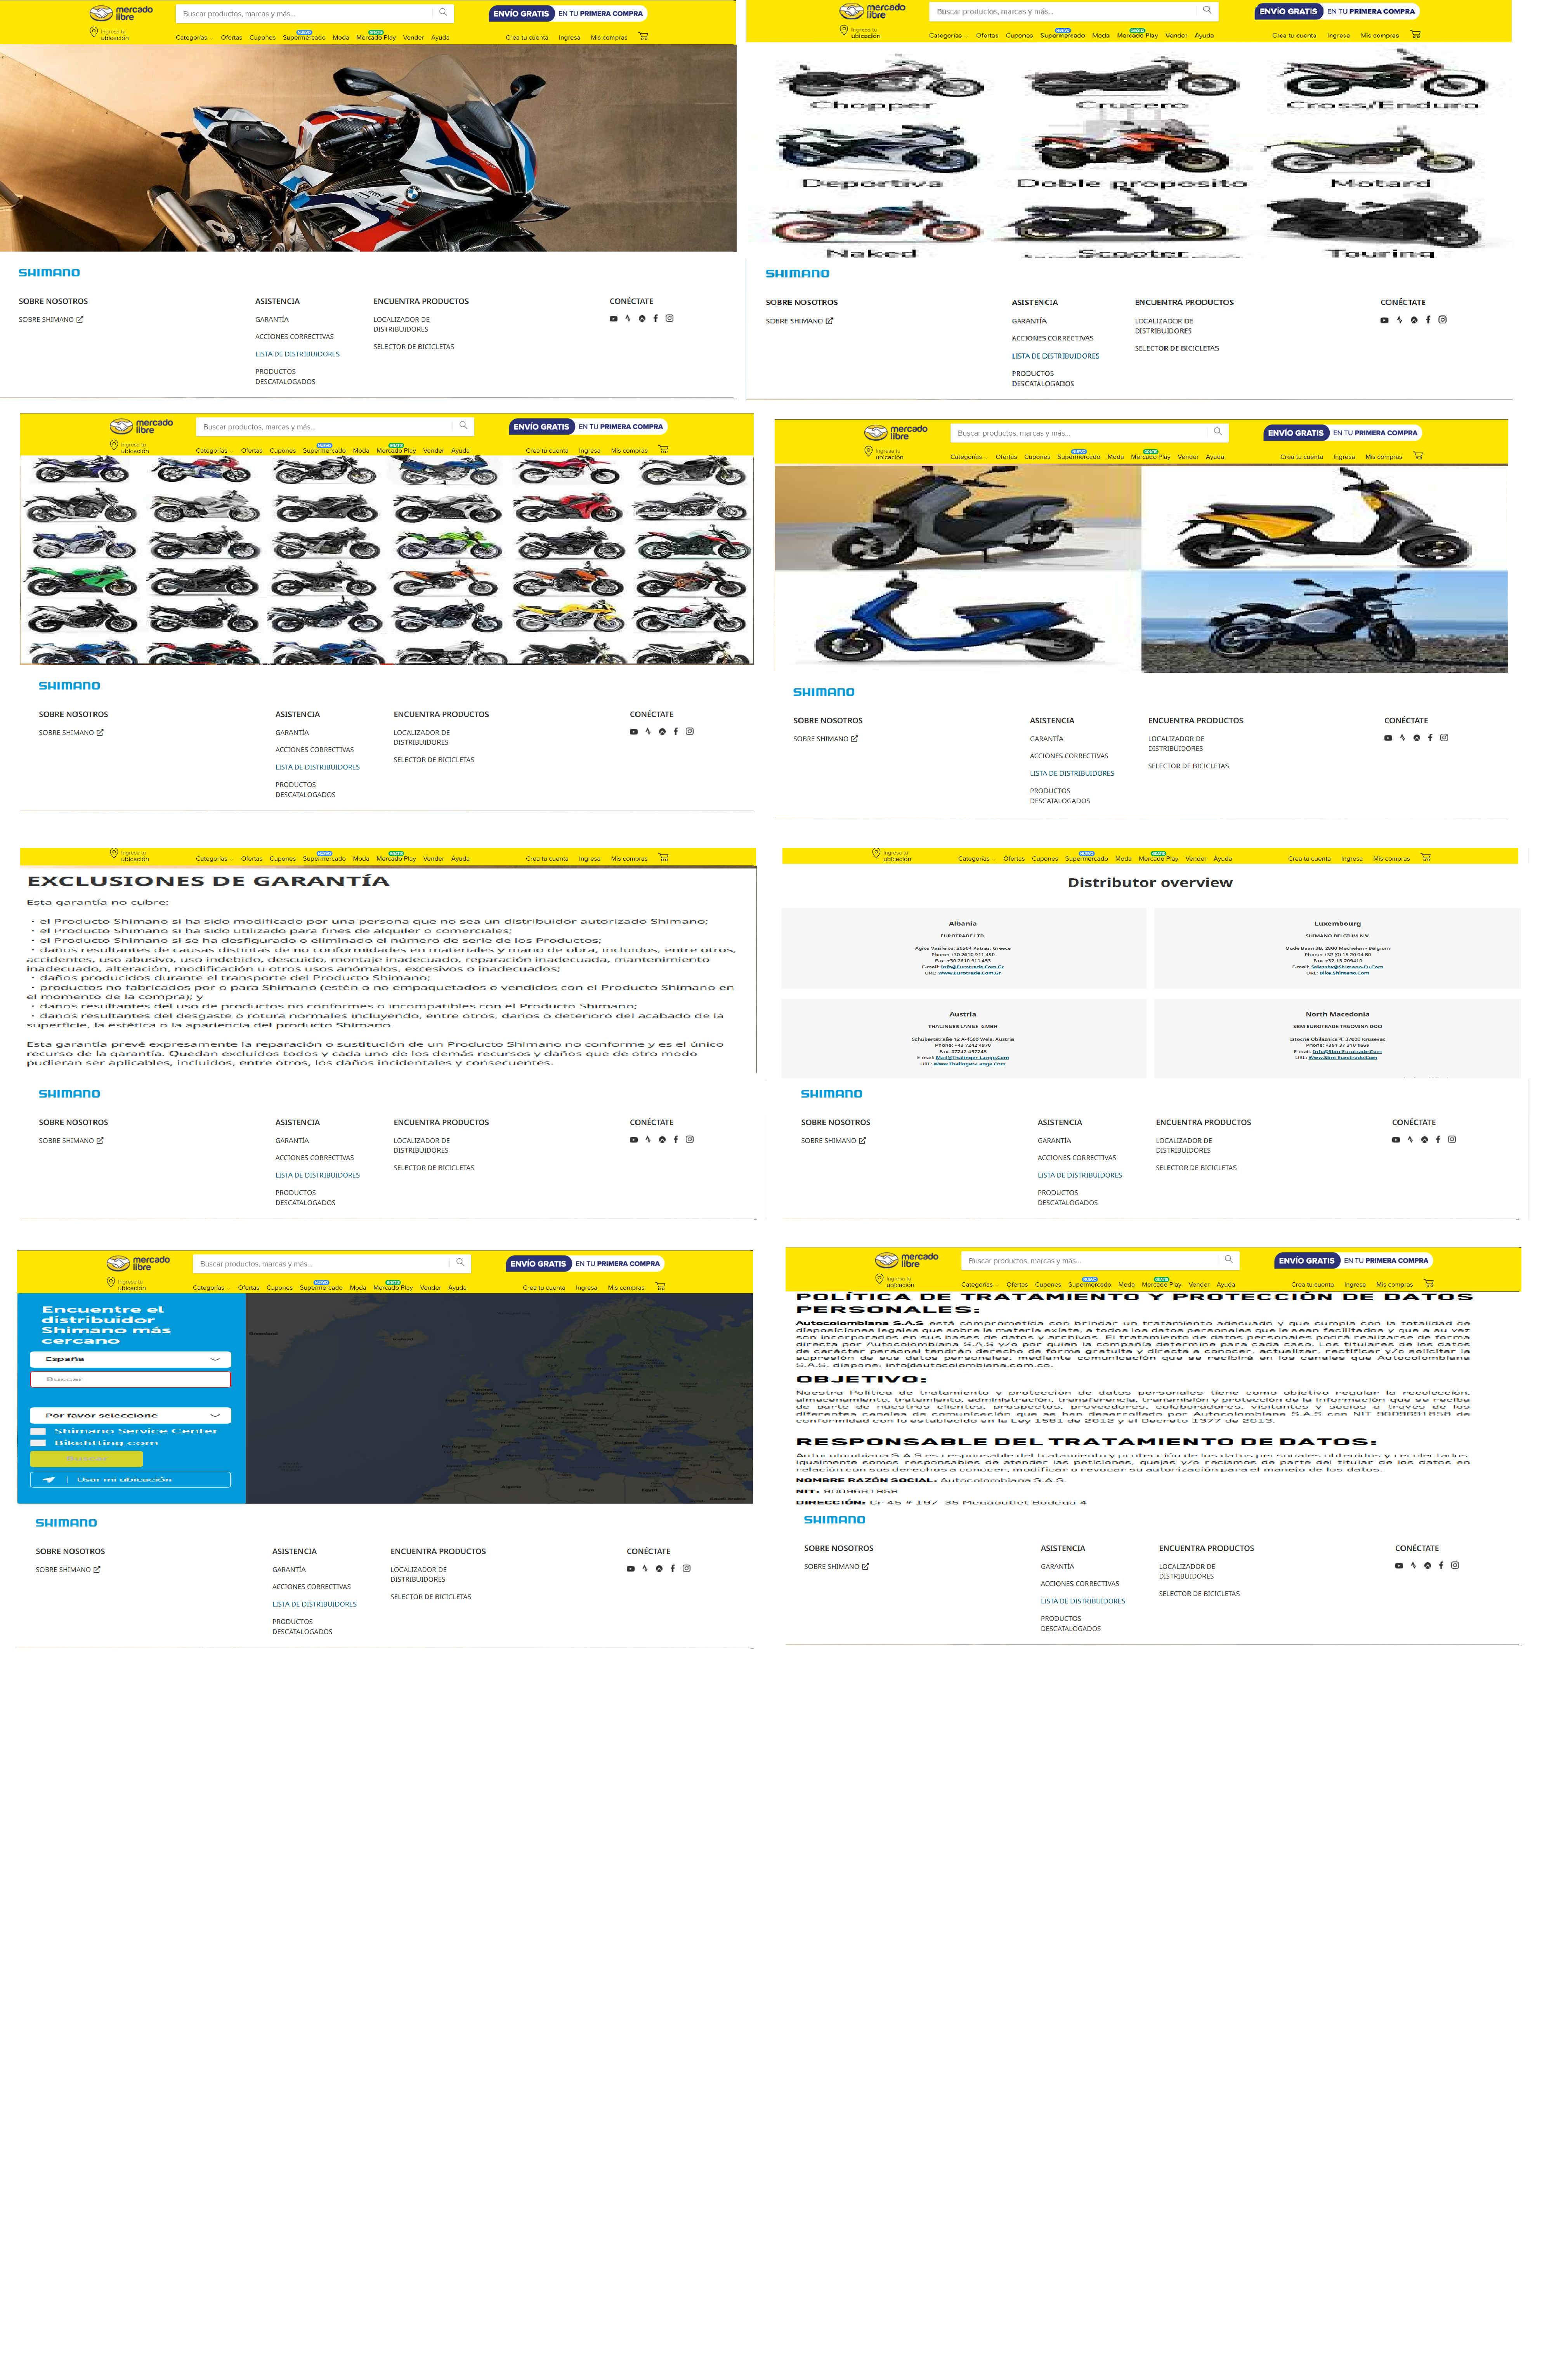 mercado
libre
Buscar productos, marcas y más...
ENVÍO GRATIS EN TU PRIMERA COMPRA
Ingresa tu
ubicación
NUEVO
GRATIS
Categorías Ofertas Cupones Supermercado Moda Mercado Play Vender Ayuda
Crea tu cuenta Ingresa Mis compras
SHIMANO
SOBRE NOSOTROS
SOBRE SHIMANO
ASISTENCIA
GARANTÍA
ACCIONES CORRECTIVAS
LISTA DE DISTRIBUIDORES
PRODUCTOS
DESCATALOGADOS
ENCUENTRA PRODUCTOS
LOCALIZADOR DE
DISTRIBUIDORES
SELECTOR DE BICICLETAS
CONÉCTATE
mercado
libre
Buscar productos, marcas y más...
ENVÍO GRATIS EN TU PRIMERA COMPRA
Ingresa tu
ubicación
NUEVO
GRATIS
Categorías Ofertas Cupones Supermercado Moda Mercado Play Vender Ayuda
Crea tu cuenta Ingresa Mis compras
Chopper Crucero Cross/Enduro
Deportiva Doble proposito Motard
Naked Scooter Touring
SHIMANO
SOBRE NOSOTROS
SOBRE SHIMANO
ASISTENCIA
GARANTÍA
ACCIONES CORRECTIVAS
LISTA DE DISTRIBUIDORES
PRODUCTOS
DESCATALOGADOS
ENCUENTRA PRODUCTOS
LOCALIZADOR DE
DISTRIBUIDORES
SELECTOR DE BICICLETAS
CONÉCTATE
mercado
libre
Buscar productos, marcas y más...
ENVÍO GRATIS EN TU PRIMERA COMPRA
Ingresa tu
ubicación
NUEVO
GRATIS
Categorías Ofertas Cupones Supermercado Moda Mercado Play Vender Ayuda
Crea tu cuenta Ingresa Mis compras
SHIMANO
SOBRE NOSOTROS
SOBRE SHIMANO
ASISTENCIA
GARANTÍA
ACCIONES CORRECTIVAS
LISTA DE DISTRIBUIDORES
PRODUCTOS
DESCATALOGADOS
ENCUENTRA PRODUCTOS
LOCALIZADOR DE
DISTRIBUIDORES
SELECTOR DE BICICLETAS
CONÉCTATE
mercado
libre
Buscar productos, marcas y más...
ENVÍO GRATIS EN TU PRIMERA COMPRA
Ingresa tu
ubicación
NUEVO
GRATIS
Categorías Ofertas Cupones Supermercado Moda Mercado Play Vender Ayuda
Crea tu cuenta Ingresa Mis compras
SHIMANO
SOBRE NOSOTROS
SOBRE SHIMANO
ASISTENCIA
GARANTÍA
ACCIONES CORRECTIVAS
LISTA DE DISTRIBUIDORES
PRODUCTOS
DESCATALOGADOS
ENCUENTRA PRODUCTOS
LOCALIZADOR DE
DISTRIBUIDORES
SELECTOR DE BICICLETAS
CONÉCTATE
Ingresa tu
ubicación
NUEVO
GRATIS
Categorías Ofertas Cupones Supermercado Moda Mercado Play Vender Ayuda
Crea tu cuenta Ingresa Mis compras
EXCLUSIONES DE GARANTÍA
Esta garantía no cubre:
· el Producto Shimano si ha sido modificado por una persona que no sea un distribuidor autorizado Shimano;
· el Producto Shimano si ha sido utilizado para fines de alquiler o comerciales;
· el Producto Shimano si se ha desfigurado o eliminado el número de serie de los Productos;
· daños resultantes de causas distintas de no conformidades en materiales y mano de obra, incluidos, entre otros,
accidentes, uso abusivo, uso indebido, descuido, montaje inadecuado, reparación inadecuada, mantenimiento
inadecuado, alteración, modificación u otros usos anómalos, excesivos o inadecuados;
· daños producidos durante el transporte del Producto Shimano;
· productos no fabricados por o para Shimano (estén o no empaquetados o vendidos con el Producto Shimano en
el momento de la compra); y
· daños resultantes del uso de productos no conformes o incompatibles con el Producto Shimano;
· daños resultantes del desgaste o rotura normales incluyendo, entre otros, daños o deterioro del acabado de la
superficie, la estética o la apariencia del producto Shimano.
Esta garantía prevé expresamente la reparación o sustitución de un Producto Shimano no conforme y es el único
recurso de la garantía. Quedan excluidos todos y cada uno de los demás recursos y daños que de otro modo
pudieran ser aplicables, incluidos, entre otros, los daños incidentales y consecuentes.
SHIMANO
SOBRE NOSOTROS
SOBRE SHIMANO
ASISTENCIA
GARANTÍA
ACCIONES CORRECTIVAS
LISTA DE DISTRIBUIDORES
PRODUCTOS
DESCATALOGADOS
ENCUENTRA PRODUCTOS
LOCALIZADOR DE
DISTRIBUIDORES
SELECTOR DE BICICLETAS
CONÉCTATE
Ingresa tu
ubicación
NUEVO
GRATIS
Categorías Ofertas Cupones Supermercado Moda Mercado Play Vender Ayuda
Crea tu cuenta Ingresa Mis compras
Distributor overview
Albania
EUROTRADE LTD.
Agiou Vasileiou, 26504 Patras, Greece
Phone: +30 2610 911 450
Fax: +30 2610 911 453
E-mail: Info@Eurotrade.Com.Gr
URL: Www.Eurotrade.Com.Gr
Luxembourg
SHIMANO BELGIUM N.V.
Oude Baan 3B, 2800 Mechelen - Belgium
Phone: +32 (0) 15 20 94 80
Fax: +32-15-209410
E-mail: Salessba@Shimano-Eu.Com
URL: Bike.Shimano.Com
Austria
THALINGER LANGE GMBH
Schubertstraße 12 A-4600 Wels, Austria
Phone: +43 7242 4970
E-mail: Mail@Thalinger-Lange.Com
URL: Www.Thalinger-Lange.Com
North Macedonia
SBM-EUROTRADE TRGOVINA DOO
Istocna Obilaznica 4, 37000 Krusevac
Phone: +381 37 310 1060
E-mail: Info@Sbm-Eurotrade.Com
URL: Www.Sbm-Eurotrade.Com
SHIMANO
SOBRE NOSOTROS
SOBRE SHIMANO
ASISTENCIA
GARANTÍA
ACCIONES CORRECTIVAS
LISTA DE DISTRIBUIDORES
PRODUCTOS
DESCATALOGADOS
ENCUENTRA PRODUCTOS
LOCALIZADOR DE
DISTRIBUIDORES
SELECTOR DE BICICLETAS
CONÉCTATE
mercado
libre
Buscar productos, marcas y más...
ENVÍO GRATIS EN TU PRIMERA COMPRA
Ingresa tu
ubicación
NUEVO
GRATIS
Categorías Ofertas Cupones Supermercado Moda Mercado Play Vender Ayuda
Crea tu cuenta Ingresa Mis compras
Encuentre el
distribuidor
Shimano más
cercano
España
Buscar
Por favor seleccione
Shimano Service Center
Bikefitting.com
Buscar
Usar mi ubicación
SHIMANO
SOBRE NOSOTROS
SOBRE SHIMANO
ASISTENCIA
GARANTÍA
ACCIONES CORRECTIVAS
LISTA DE DISTRIBUIDORES
PRODUCTOS
DESCATALOGADOS
ENCUENTRA PRODUCTOS
LOCALIZADOR DE
DISTRIBUIDORES
SELECTOR DE BICICLETAS
CONÉCTATE
mercado
libre
Buscar productos, marcas y más...
ENVÍO GRATIS EN TU PRIMERA COMPRA
Ingresa tu
ubicación
NUEVO
GRATIS
Categorías Ofertas Cupones Supermercado Moda Mercado Play Vender Ayuda
Crea tu cuenta Ingresa Mis compras
POLÍTICA DE TRATAMIENTO Y PROTECCIÓN DE DATOS
PERSONALES:
Autocolombiana S.A.S está comprometida con brindar un tratamiento adecuado y que cumpla con la totalidad de
disposiciones legales que sobre la materia existe, a todos los datos personales que le sean facilitados y que a su vez
son incorporados en sus bases de datos y archivos. El tratamiento de datos personales podrá realizarse de forma
directa por Autocolombiana S.A.S y/o por quien la compañía determine para cada caso. Los titulares de los datos
de carácter personal tendrán derecho de forma gratuita y directa a conocer, actualizar, rectificar y/o solicitar la
supresión de sus datos personales, mediante comunicación que se recibirá en los canales que Autocolombiana
S.A.S. dispone: info@autocolombiana.com.co.
OBJETIVO:
Nuestra Política de tratamiento y protección de datos personales tiene como objetivo regular la recolección,
almacenamiento, tratamiento, administración, transferencia, transmisión y protección de la información que se reciba
de parte de nuestros clientes, prospectos, proveedores, colaboradores, visitantes y socios a través de los
diferentes canales de comunicación que se han desarrollado por Autocolombiana S.A.S con NIT 9009691858 de
conformidad con lo establecido en la Ley 1581 de 2012 y el Decreto 1377 de 2013.
RESPONSABLE DEL TRATAMIENTO DE DATOS:
Autocolombiana S.A.S es responsable del tratamiento y protección de los datos personales obtenidos y recolectados.
Igualmente somos responsables de atender las peticiones, quejas y/o reclamos de parte del titular de los datos en
relación con sus derechos a conocer, modificar o revocar su autorización para el manejo de los datos.
NOMBRE RAZÓN SOCIAL: Autocolombiana S.A.S.
NIT: 9009691858
DIRECCIÓN: Cr 45 # 197-35 Megaoutlet Bodega 4
SHIMANO
SOBRE NOSOTROS
SOBRE SHIMANO
ASISTENCIA
GARANTÍA
ACCIONES CORRECTIVAS
LISTA DE DISTRIBUIDORES
PRODUCTOS
DESCATALOGADOS
ENCUENTRA PRODUCTOS
LOCALIZADOR DE
DISTRIBUIDORES
SELECTOR DE BICICLETAS
CONÉCTATE